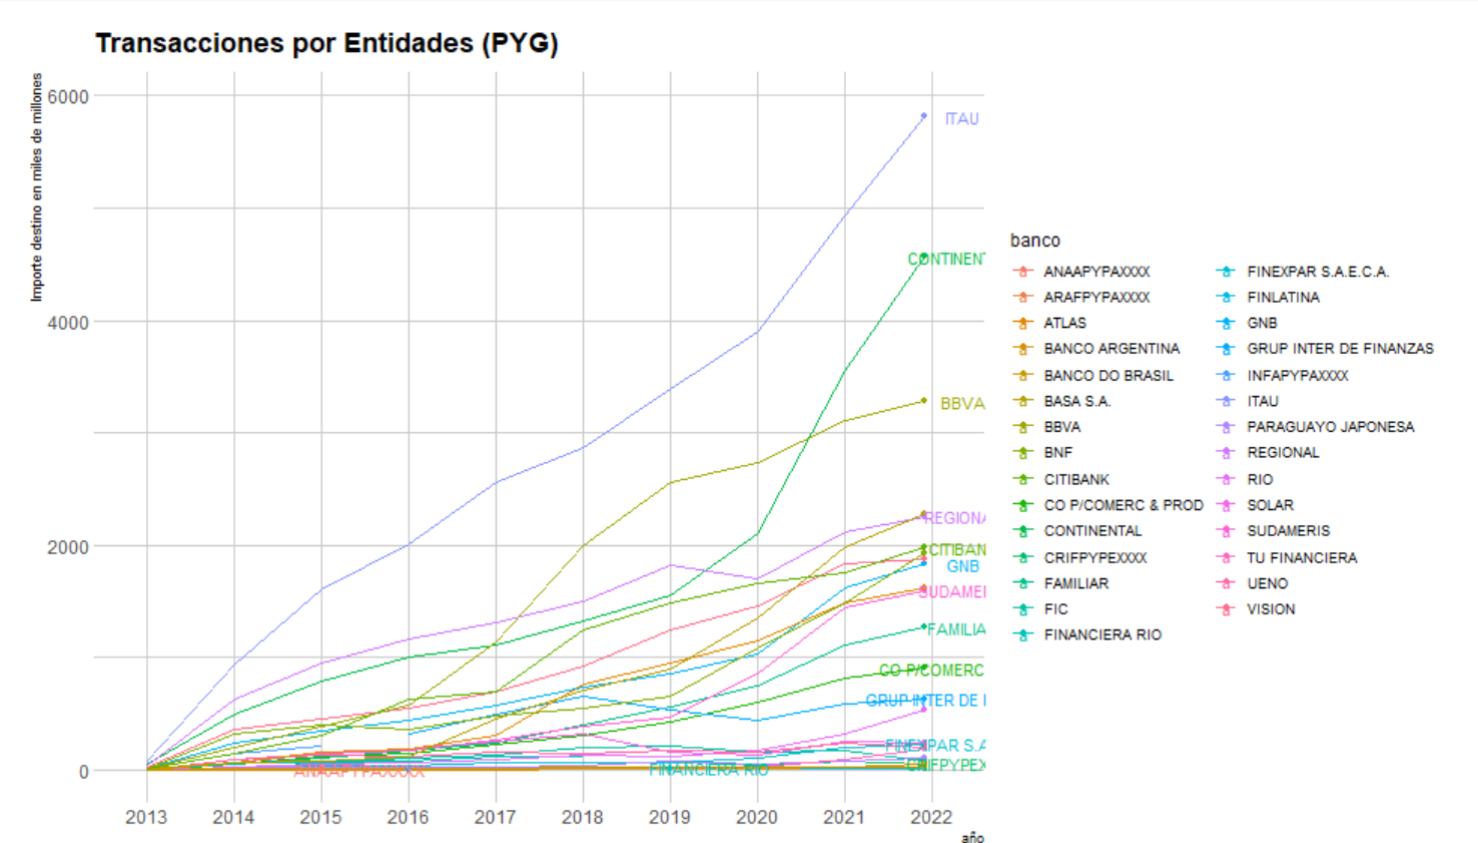 Transacciones por Entidades (PYG)
Importe destino en miles de millones
6000
4000
2000
0
ITAU
CONTINENT
BBVA
REGIONA
CITIBAN
GNB
SUDAMEI
FAMILIA
CO P/COMERC
GRUP INTER DE I
FINEXPAR S.A
CRIFPYPEX
ANAAPYPAXXXX
FINANCIERA RIO
2013 2014 2015 2016 2017 2018 2019 2020 2021 2022
año
banco
ANAAPYPAXXXX
ARAFPYPAXXXX
ATLAS
BANCO ARGENTINA
BANCO DO BRASIL
BASA S.A.
BBVA
BNF
CITIBANK
CO P/COMERC & PROD
CONTINENTAL
CRIFPYPEXXXX
FAMILIAR
FIC
FINANCIERA RIO
FINEXPAR S.A.E.C.A.
FINLATINA
GNB
GRUP INTER DE FINANZAS
INFAPYPAXXXX
ITAU
PARAGUAYO JAPONESA
REGIONAL
RIO
SOLAR
SUDAMERIS
TU FINANCIERA
UENO
VISION